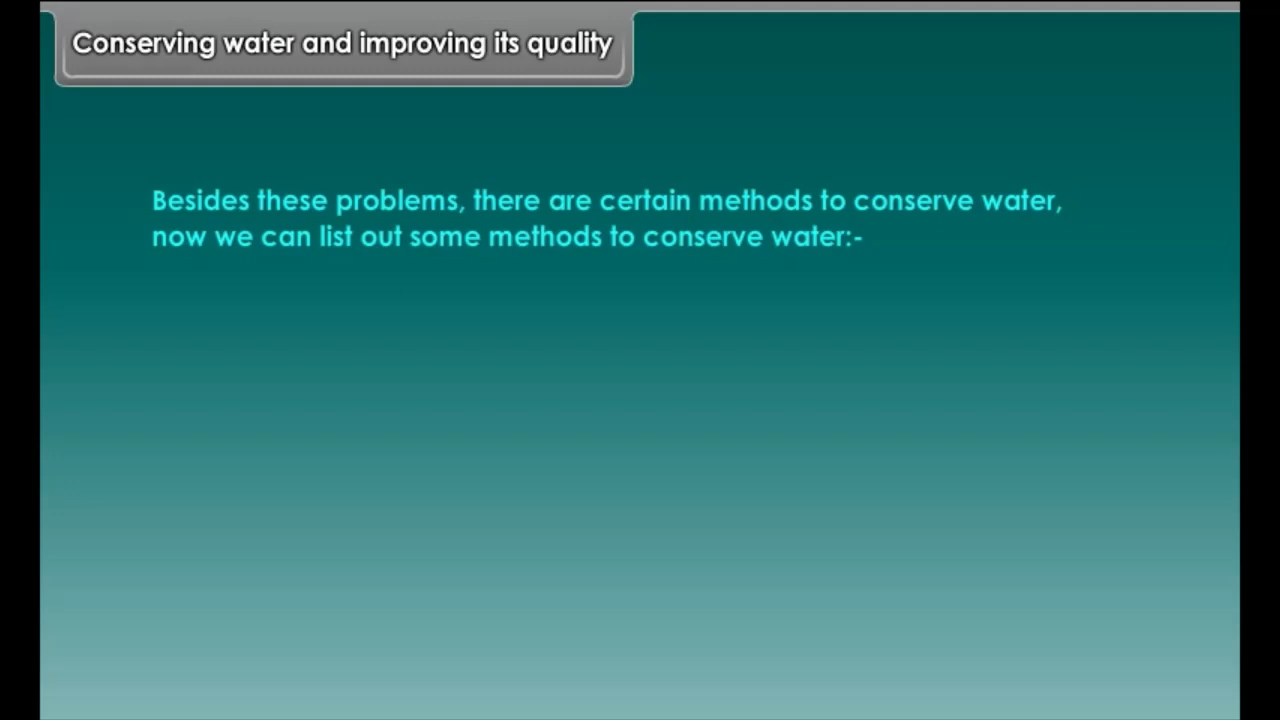 Conserving water and improving its quality
Besides these problems, there are certain methods to conserve water,
now we can list out some methods to conserve water:-